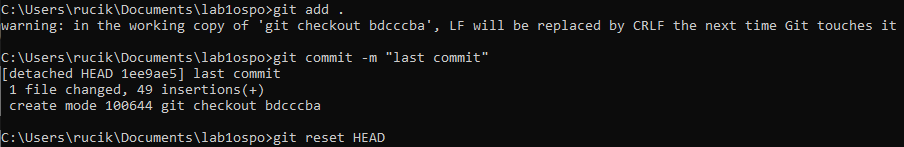 C:\Users\rucik\Documents\lab1ospo>git add .
warning: in the working copy of 'git checkout bdcccba', LF will be replaced by CRLF the next time Git touches it
C:\Users\rucik\Documents\lab1ospo>git commit -m "last commit"
[detached HEAD 1ee9ae5] last commit
1 file changed, 49 insertions(+)
create mode 100644 git checkout bdcccba
C:\Users\rucik\Documents\lab1ospo>git reset HEAD